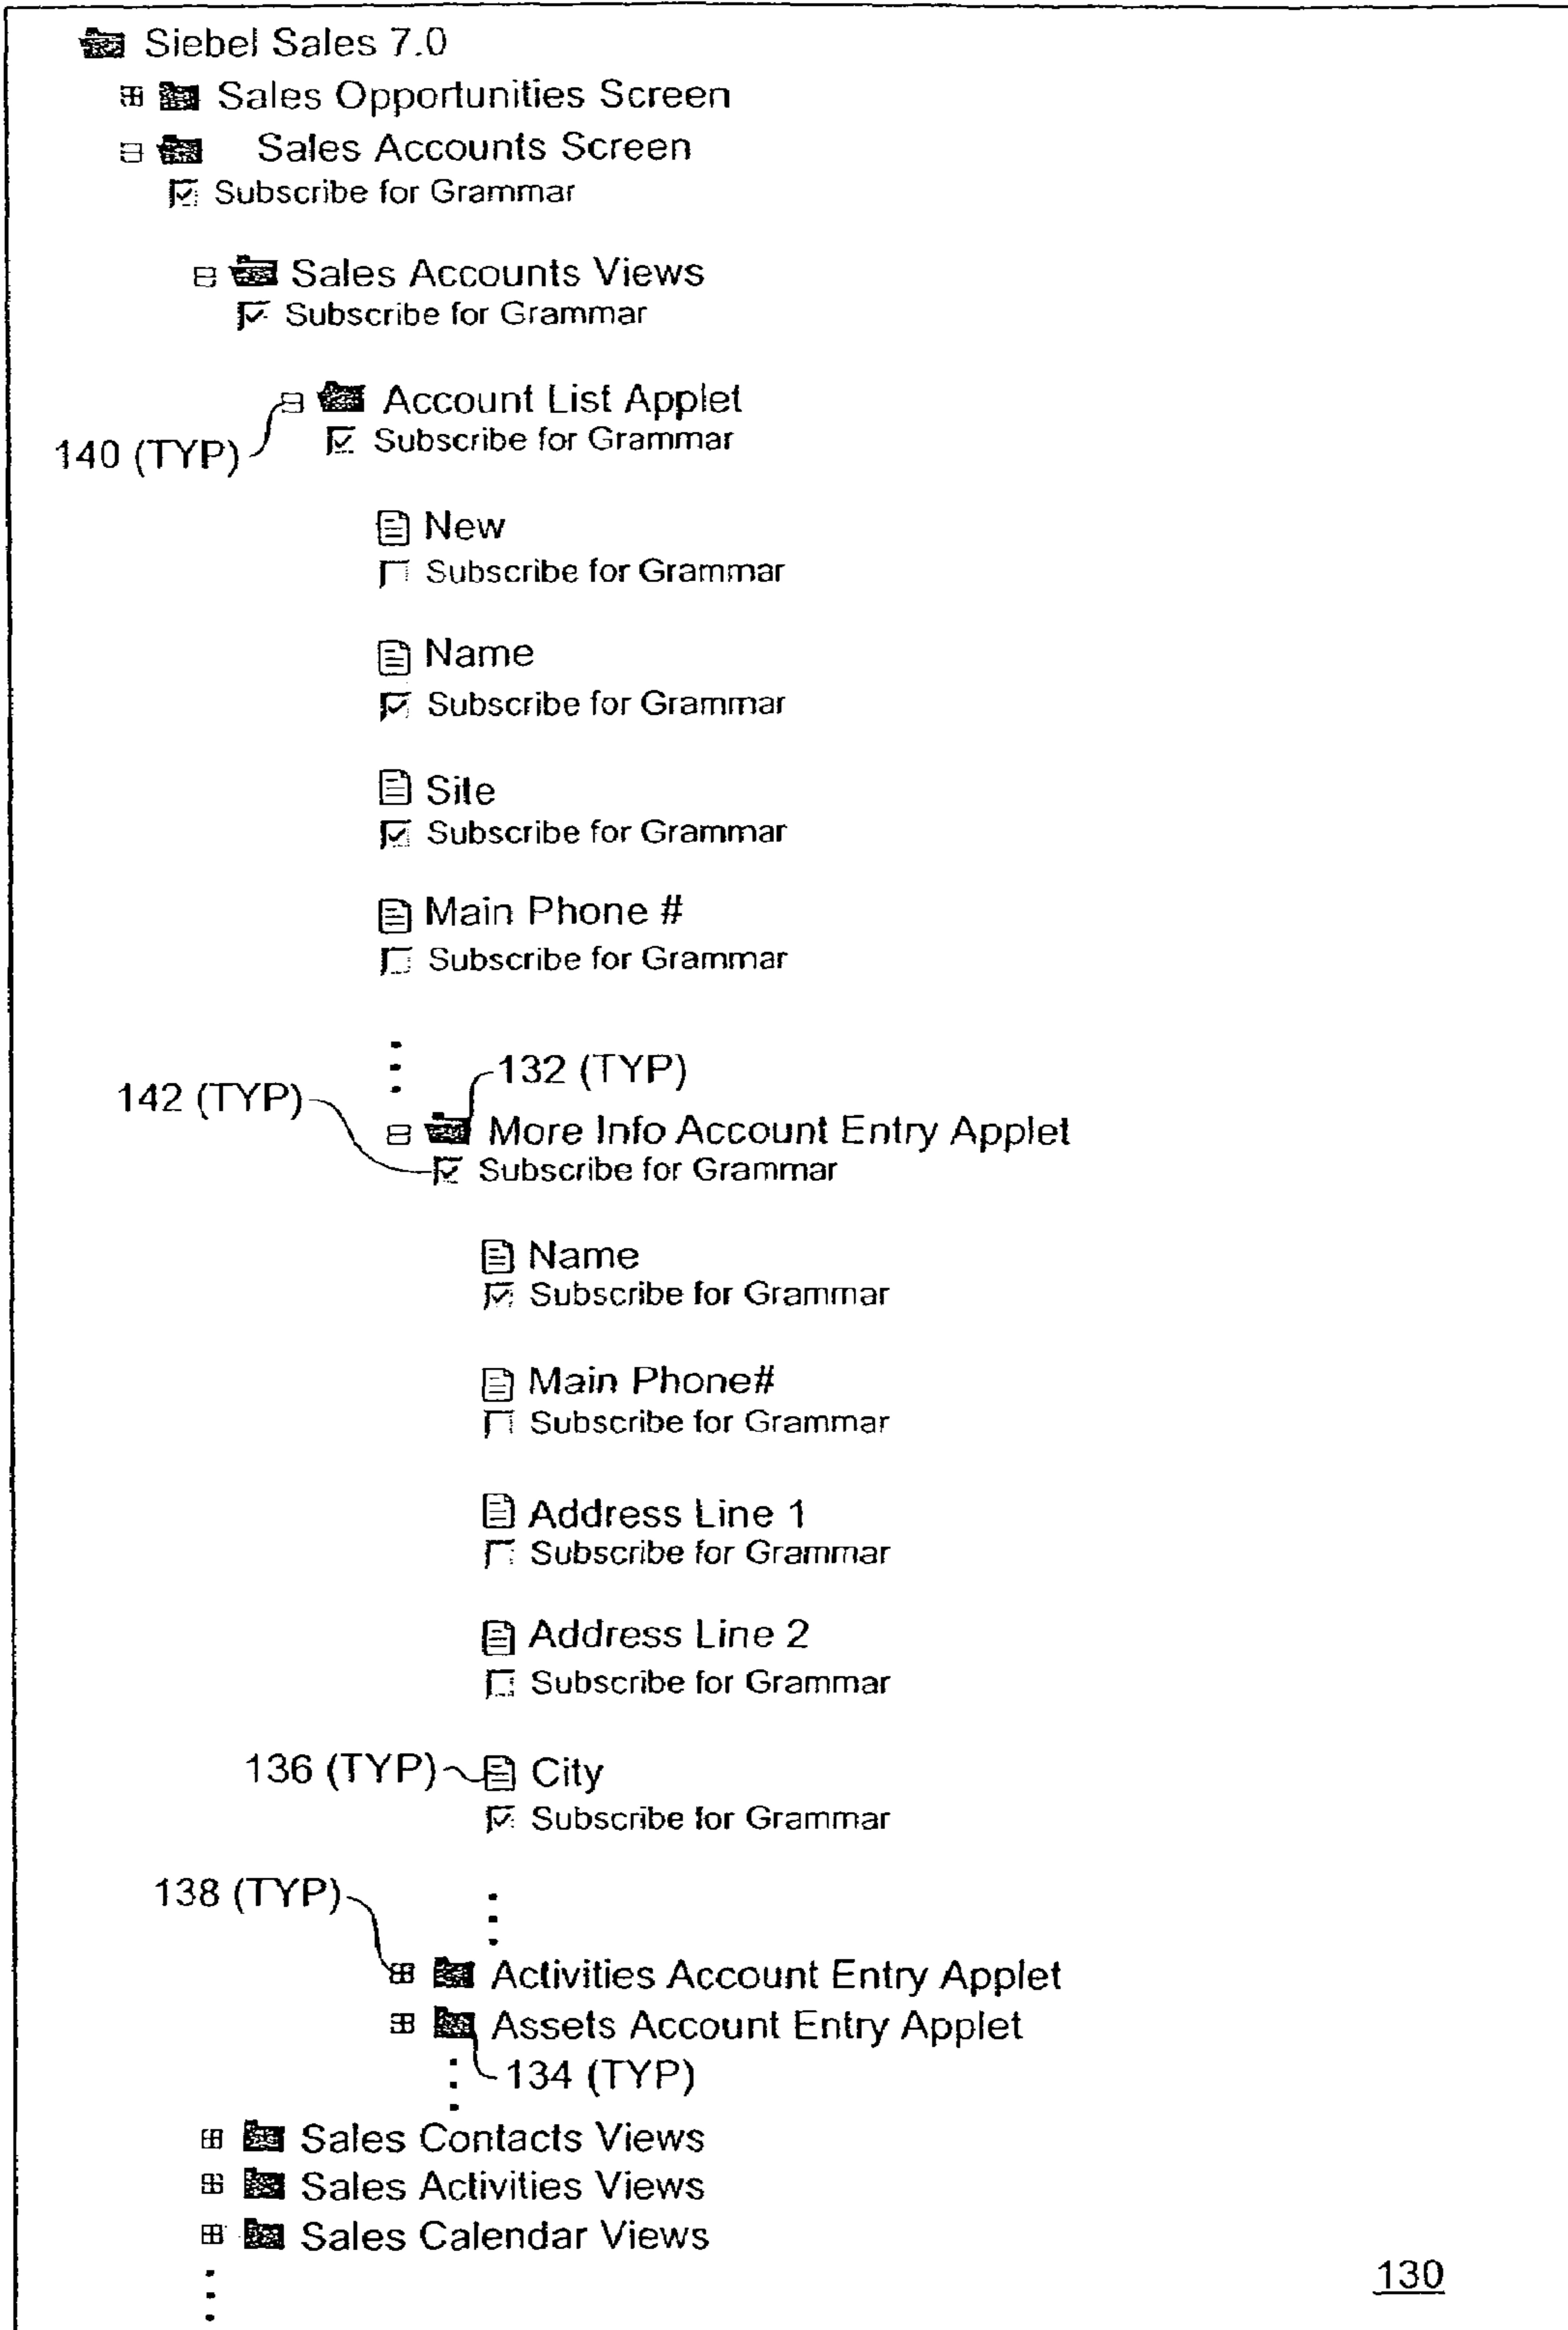 Siebel Sales 7.0
Sales Opportunities Screen
Sales Accounts Screen
Subscribe for Grammar
Sales Accounts Views
Subscribe for Grammar
Account List Applet
140 (TYP)
Subscribe for Grammar
New
Subscribe for Grammar
Name
Subscribe for Grammar
Site
Subscribe for Grammar
Main Phone #
Subscribe for Grammar
132 (TYP)
142 (TYP)
More Info Account Entry Applet
Subscribe for Grammar
Name
Subscribe for Grammar
Main Phone#
Subscribe for Grammar
Address Line 1
Subscribe for Grammar
Address Line 2
Subscribe for Grammar
136 (TYP) City
Subscribe for Grammar
138 (TYP)
Activities Account Entry Applet
Assets Account Entry Applet
134 (TYP)
Sales Contacts Views
Sales Activities Views
Sales Calendar Views
130